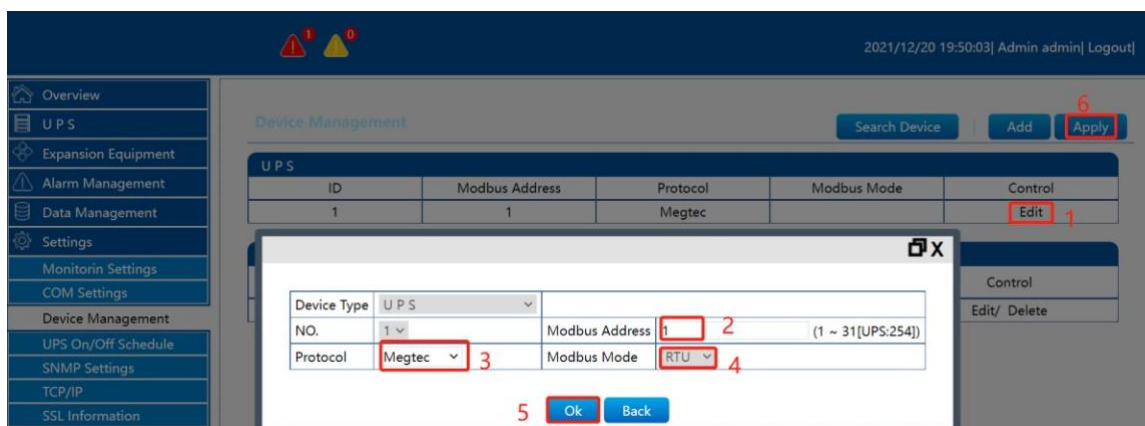 1 0 2021/12/20 19:50:03| Admin admin| Logout|
Overview
UPS
Expansion Equipment
Alarm Management
Data Management
Settings
Monitorin Settings
COM Settings
Device Management
UPS On/Off Schedule
SNMP Settings
TCP/IP
SSL Information
6
Device Management Search Device | Add Apply
UPS
ID Modbus Address Protocol Modbus Mode Control
1 1 Megtec Edit 1
X
Control
Edit/ Delete
Device Type UPS
NO. 1 Modbus Address 1 2 (1 ~ 31[UPS:254])
Protocol Megtec 3 Modbus Mode RTU 4
5 Ok Back